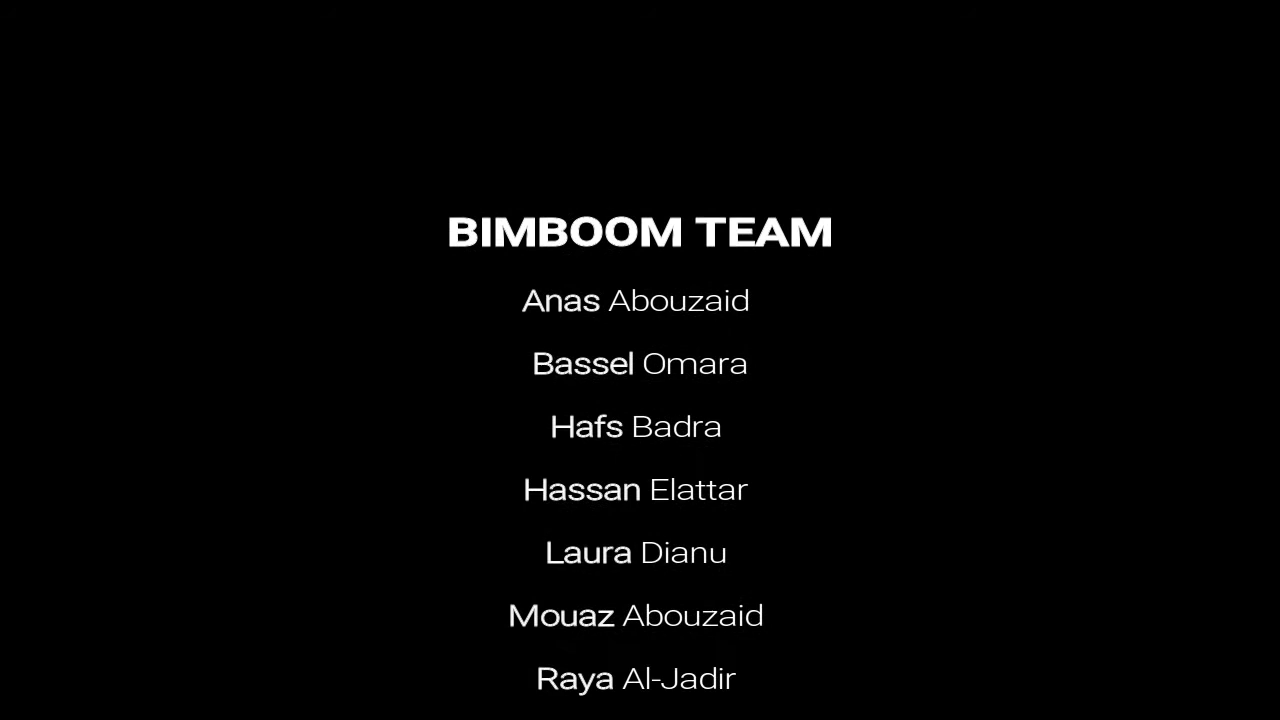 BIMBOOM TEAM
Anas Abouzaid
Bassel Omara
Hafs Badra
Hassan Elattar
Laura Dianu
Mouaz Abouzaid
Raya Al-Jadir